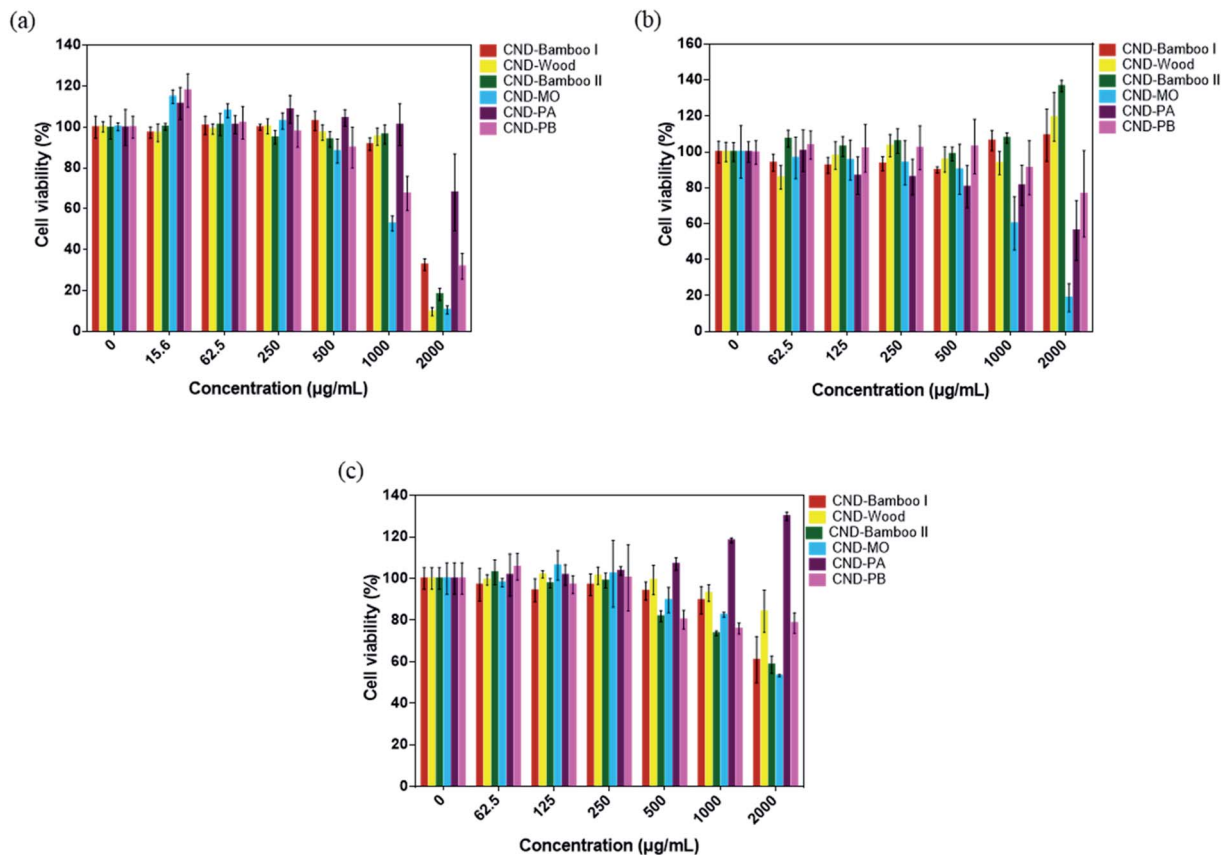 (a)
140
120
100
80
60
40
20
0
Cell viability (%)
0 15.6 62.5 250 500 1000 2000
Concentration (µg/mL)
CND-Bamboo I
CND-Wood
CND-Bamboo II
CND-MO
CND-PA
CND-PB
(b)
160
140
120
100
80
60
40
20
0
Cell viability (%)
0 62.5 125 250 500 1000 2000
Concentration (µg/mL)
CND-Bamboo I
CND-Wood
CND-Bamboo II
CND-MO
CND-PA
CND-PB
(c)
140
120
100
80
60
40
20
0
Cell viability (%)
0 62.5 125 250 500 1000 2000
Concentration (µg/mL)
CND-Bamboo I
CND-Wood
CND-Bamboo II
CND-MO
CND-PA
CND-PB